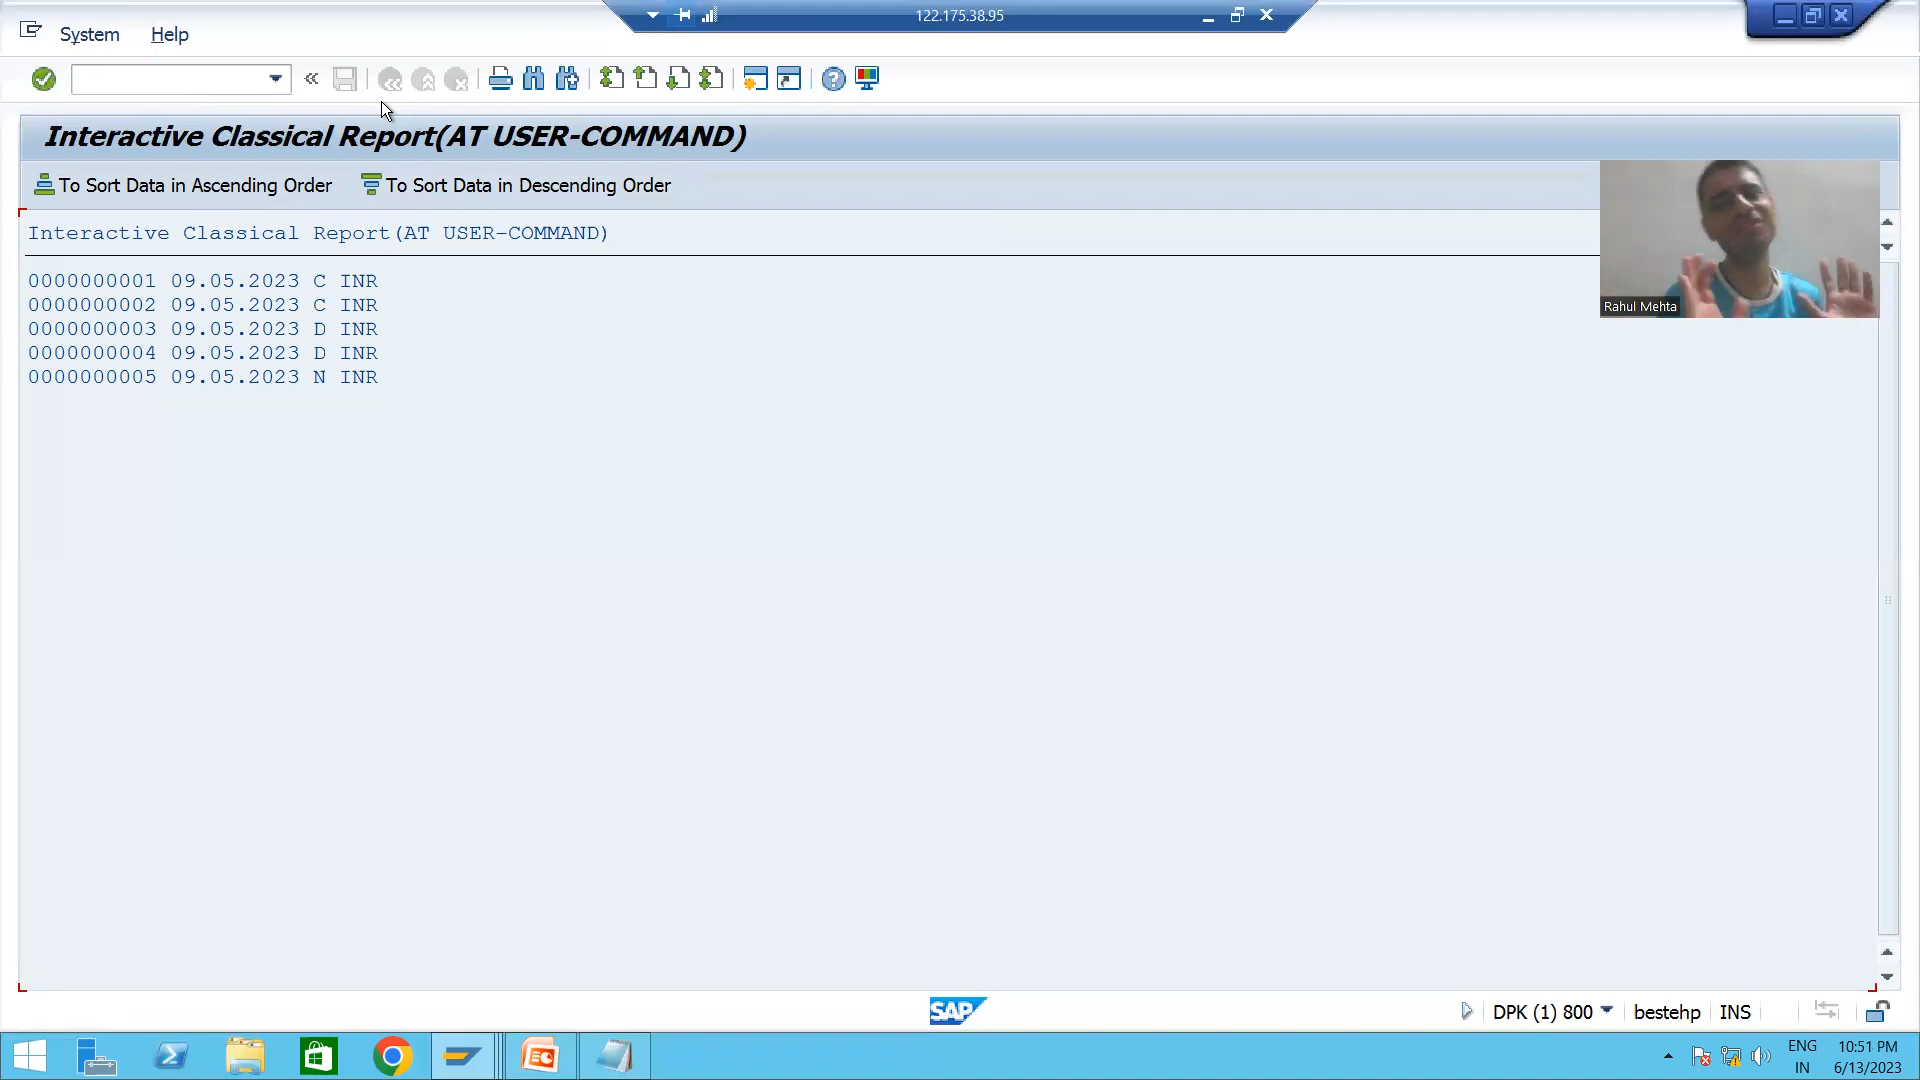 122.175.38.95
System Help
Interactive Classical Report(AT USER-COMMAND)
To Sort Data in Ascending Order To Sort Data in Descending Order
Interactive Classical Report(AT USER-COMMAND)
0000000001 09.05.2023 C INR
0000000002 09.05.2023 C INR
0000000003 09.05.2023 D INR
0000000004 09.05.2023 D INR
0000000005 09.05.2023 N INR
Rahul Mehta
SAP
DPK (1) 800 bestehp INS
ENG 10:51 PM
IN 6/13/2023